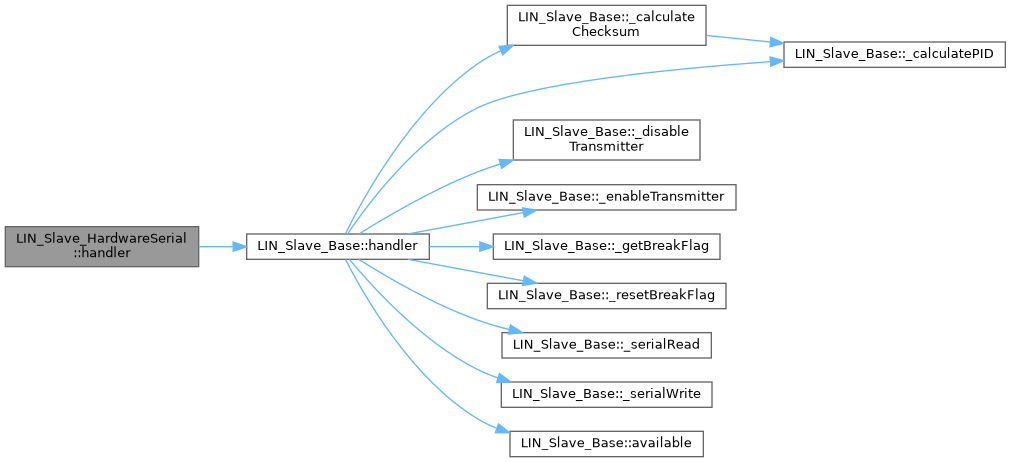 LIN_Slave_HardwareSerial
::handler
LIN_Slave_Base::handler
LIN_Slave_Base::_calculate
Checksum
LIN_Slave_Base::_calculatePID
LIN_Slave_Base::_disable
Transmitter
LIN_Slave_Base::_enableTransmitter
LIN_Slave_Base::_getBreakFlag
LIN_Slave_Base::_resetBreakFlag
LIN_Slave_Base::_serialRead
LIN_Slave_Base::_serialWrite
LIN_Slave_Base::available